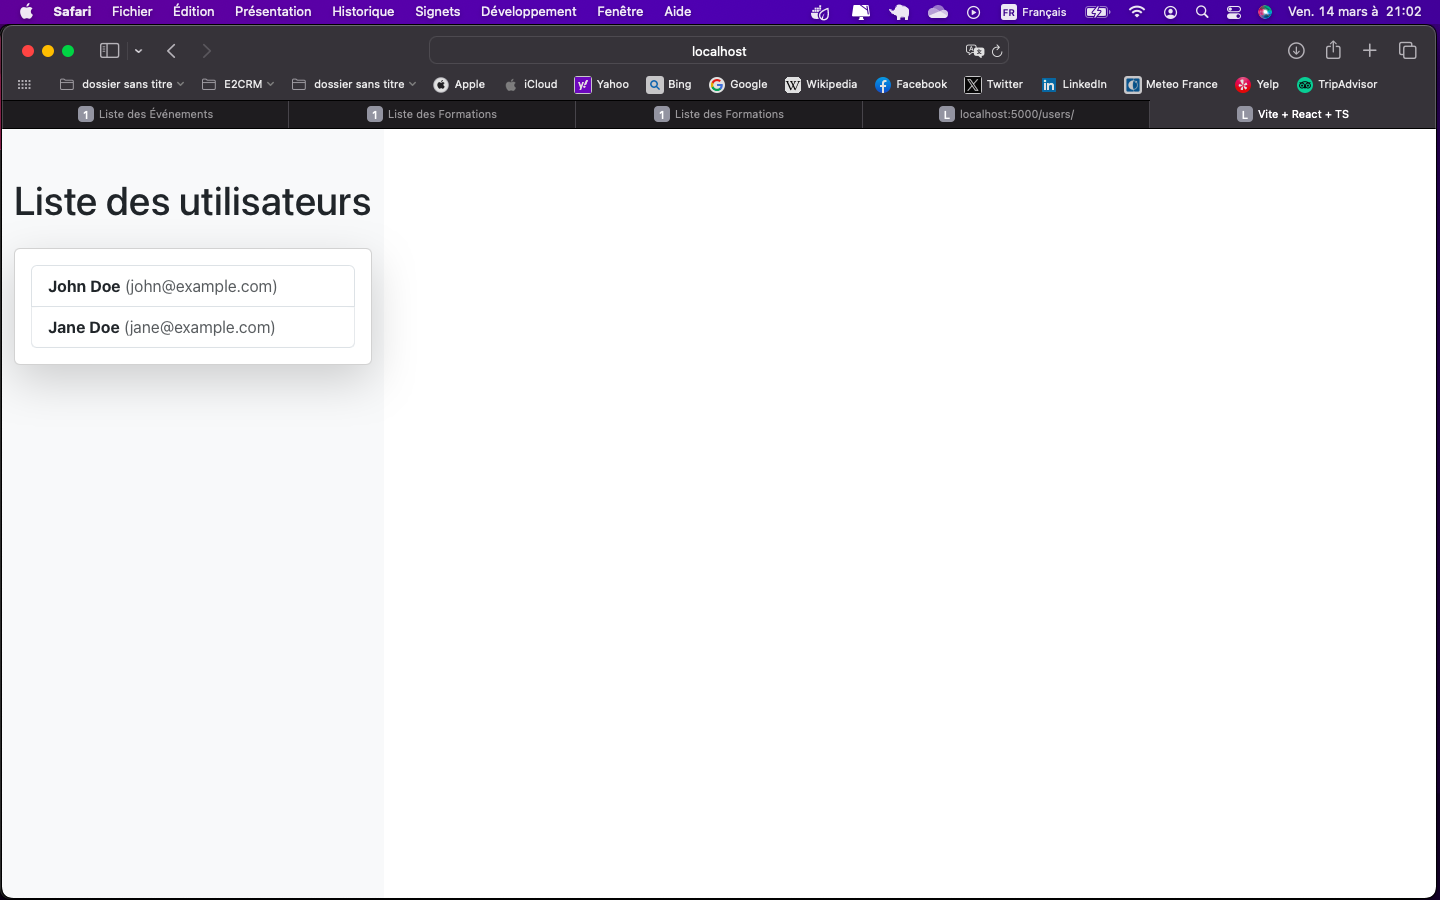 Safari Fichier Édition Présentation Historique Signets Développement Fenêtre Aide FR Français Ven. 14 mars à 21:02
localhost
dossier sans titre E2CRM dossier sans titre Apple iCloud Yahoo Bing Google Wikipedia Facebook Twitter LinkedIn Meteo France Yelp TripAdvisor
1 Liste des Événements 1 Liste des Formations 1 Liste des Formations L localhost:5000/users/ L Vite + React + TS
Liste des utilisateurs
John Doe (john@example.com)
Jane Doe (jane@example.com)